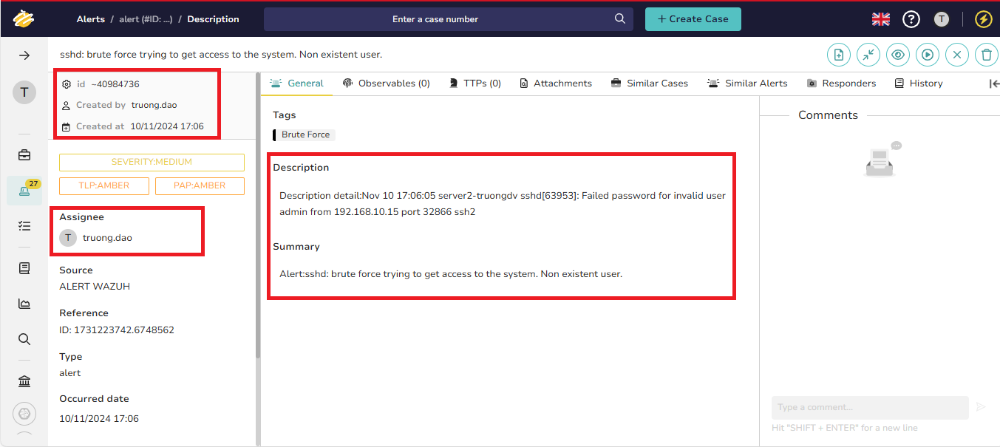 Alerts / alert (#ID: ...) / Description
Enter a case number
+ Create Case
T
sshd: brute force trying to get access to the system. Non existent user.
T
27
id ~40984736
Created by truong.dao
Created at 10/11/2024 17:06
SEVERITY:MEDIUM
TLP:AMBER PAP:AMBER
Assignee
T truong.dao
Source
ALERT WAZUH
Reference
ID: 1731223742.6748562
Type
alert
Occurred date
10/11/2024 17:06
General Observables (0) TTPs (0) Attachments Similar Cases Similar Alerts Responders History
Tags
Brute Force
Description
Description detail:Nov 10 17:06:05 server2-truongdv sshd[63953]: Failed password for invalid user
admin from 192.168.10.15 port 32866 ssh2
Summary
Alert:sshd: brute force trying to get access to the system. Non existent user.
Comments
Type a comment...
Hit "SHIFT + ENTER" for a new line